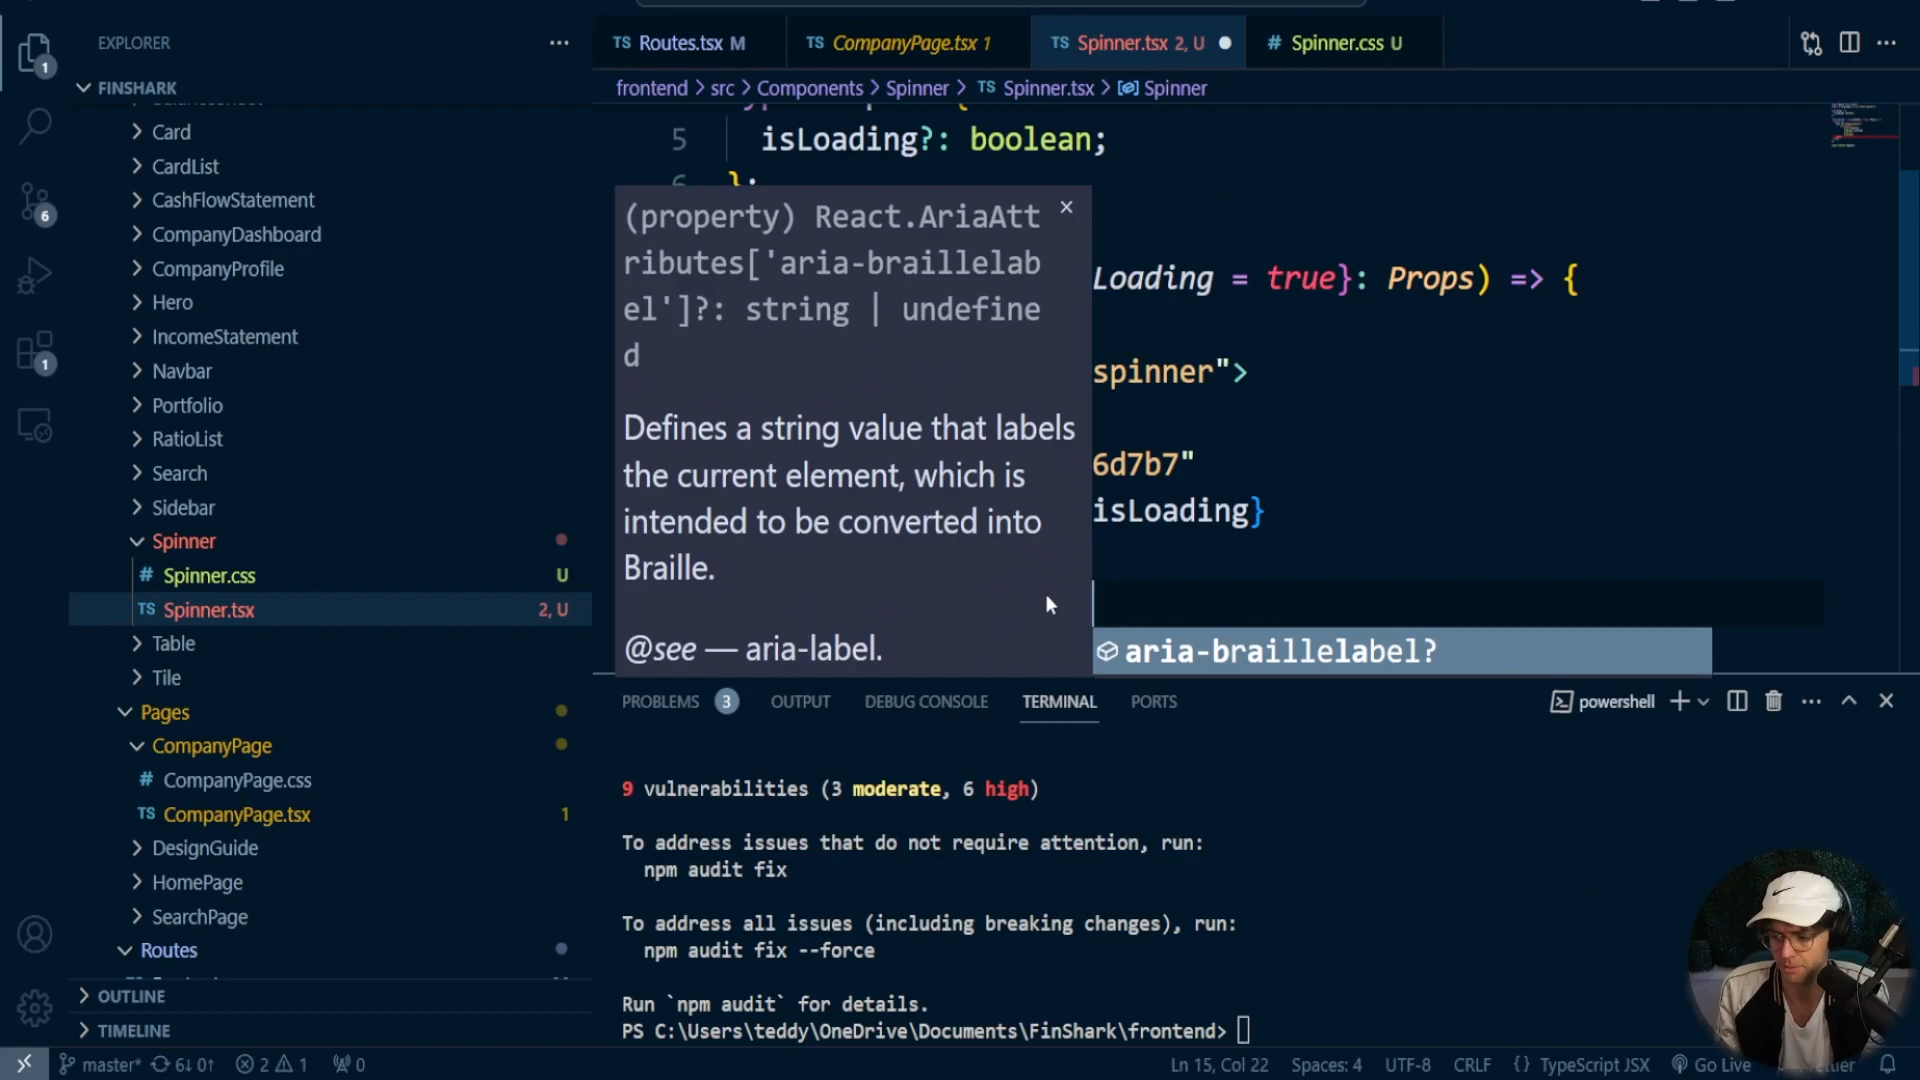 EXPLORER
FINSHARK
Card
CardList
CashFlowStatement
CompanyDashboard
CompanyProfile
Hero
IncomeStatement
Navbar
Portfolio
RatioList
Search
Sidebar
Spinner
# Spinner.css U
TS Spinner.tsx 2, U
Table
Tile
Pages
CompanyPage
# CompanyPage.css
TS CompanyPage.tsx 1
DesignGuide
HomePage
SearchPage
Routes
OUTLINE
TIMELINE
1
6
1
TS Routes.tsx M
TS CompanyPage.tsx 1
TS Spinner.tsx 2, U
# Spinner.css U
frontend > src > Components > Spinner > TS Spinner.tsx > Spinner
5 isLoading?: boolean;
6 };
Loading = true}: Props) => {
spinner">
6d7b7"
isLoading}
(property) React.AriaAtt
ributes['aria-braillelab
el']?: string | undefine
d
Defines a string value that labels
the current element, which is
intended to be converted into
Braille.
@see — aria-label.
aria-braillelabel?
PROBLEMS 3 OUTPUT DEBUG CONSOLE TERMINAL PORTS
powershell
9 vulnerabilities (3 moderate, 6 high)
To address issues that do not require attention, run:
npm audit fix
To address all issues (including breaking changes), run:
npm audit fix --force
Run `npm audit` for details.
PS C:\Users\teddy\OneDrive\Documents\FinShark\frontend>
master* 6↓ 0↑ 2 1 0
Ln 15, Col 22 Spaces: 4 UTF-8 CRLF {} TypeScript JSX Go Live